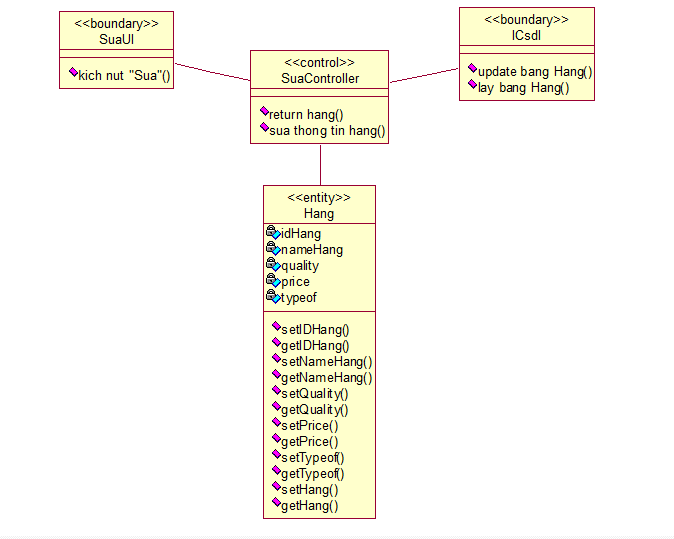 <<boundary>>
SuaUI
kich nut "Sua"()
<<control>>
SuaController
return hang()
sua thong tin hang()
<<boundary>>
ICsdl
update bang Hang()
lay bang Hang()
<<entity>>
Hang
idHang
nameHang
quality
price
typeof
setIDHang()
getIDHang()
setNameHang()
getNameHang()
setQuality()
getQuality()
setPrice()
getPrice()
setTypeof()
getTypeof()
setHang()
getHang()